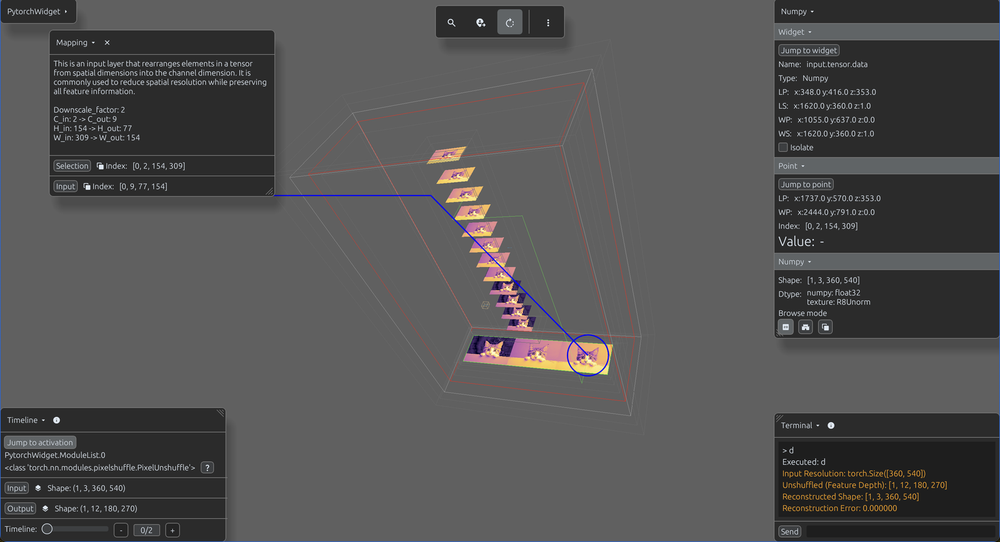 PytorchWidget
Mapping
This is an input layer that rearranges elements in a tensor
from spatial dimensions into the channel dimension. It is
commonly used to reduce spatial resolution while preserving
all feature information.
Downscale_factor: 2
C_in: 2 -> C_out: 9
H_in: 154 -> H_out: 77
W_in: 309 -> W_out: 154
Selection Index: [0, 2, 154, 309]
Input Index: [0, 9, 77, 154]
Numpy
Widget
Jump to widget
Name: input.tensor.data
Type: Numpy
LP: x:348.0 y:416.0 z:353.0
LS: x:1620.0 y:360.0 z:1.0
WP: x:1055.0 y:637.0 z:0.0
WS: x:1620.0 y:360.0 z:1.0
Isolate
Point
Jump to point
LP: x:1737.0 y:570.0 z:353.0
WP: x:2444.0 y:791.0 z:0.0
Index: [0, 2, 154, 309]
Value: -
Numpy
Shape: [1, 3, 360, 540]
Dtype: numpy: float32
texture: R8Unorm
Browse mode
Timeline
Jump to activation
PytorchWidget.ModuleList.0
<class 'torch.nn.modules.pixelshuffle.PixelUnshuffle'> ?
Input Shape: (1, 3, 360, 540)
Output Shape: (1, 12, 180, 270)
Timeline: - 0/2 +
Terminal
> d
Executed: d
Input Resolution: torch.Size([360, 540])
Unshuffled (Feature Depth): [1, 12, 180, 270]
Reconstructed Shape: [1, 3, 360, 540]
Reconstruction Error: 0.000000
Send